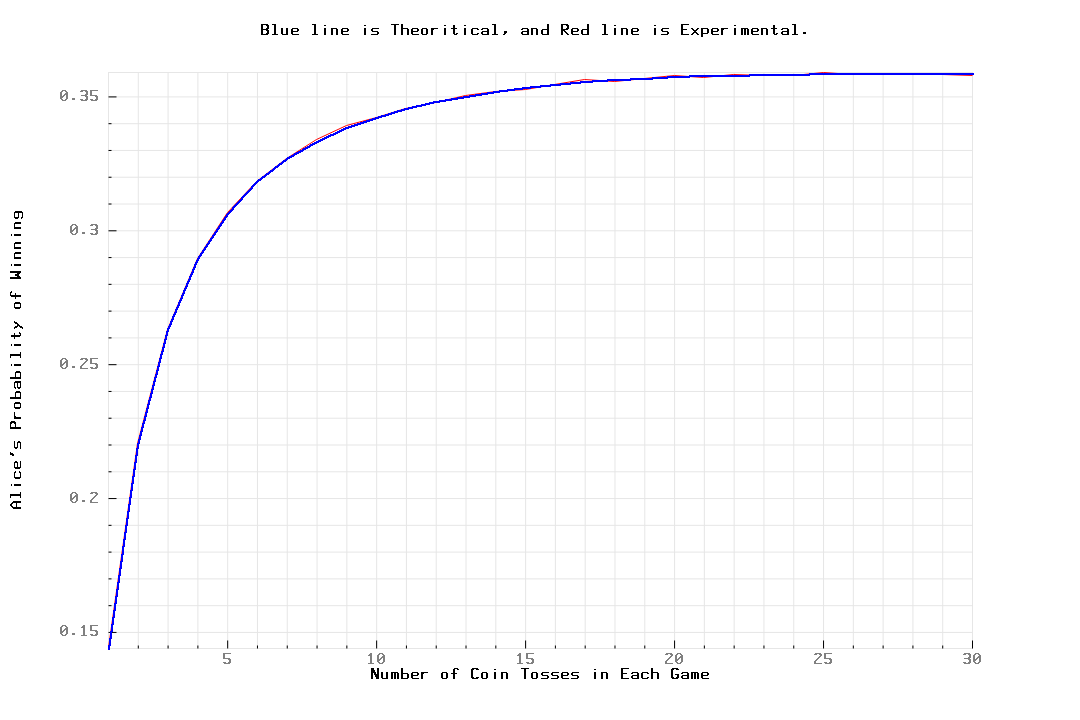 Blue line is Theoritical, and Red line is Experimental.
0.35
0.3
0.25
0.2
0.15
Alice's Probability of Winning
5 10 15 20 25 30
Number of Coin Tosses in Each Game